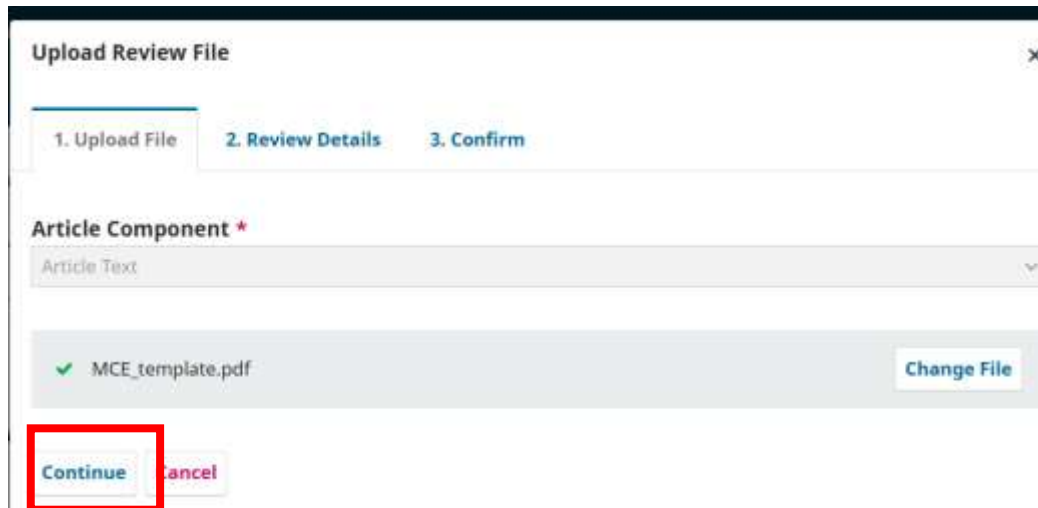 Upload Review File
1. Upload File 2. Review Details 3. Confirm
Article Component *
Article Text
MCE_template.pdf Change File
Continue Cancel